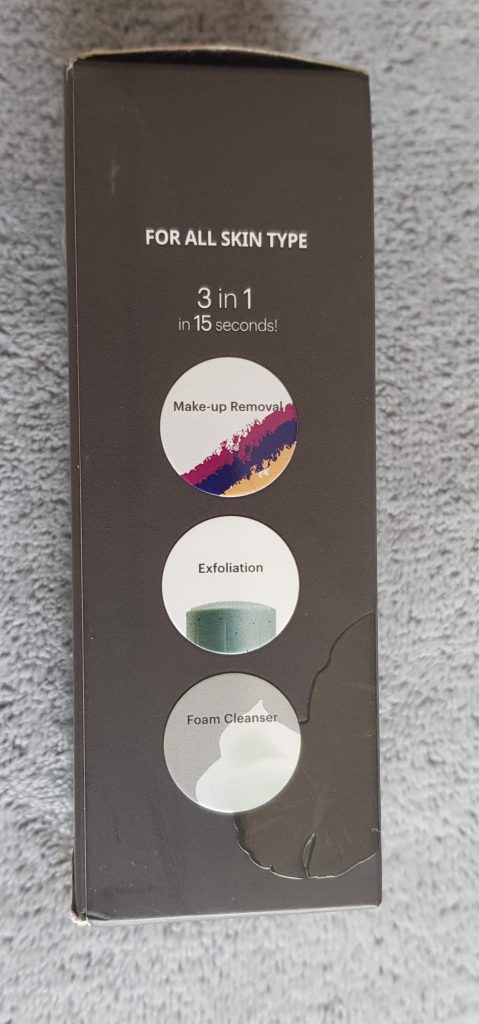 FOR ALL SKIN TYPE
3 in 1
in 15 seconds!
Make-up Removal
Exfoliation
Foam Cleanser